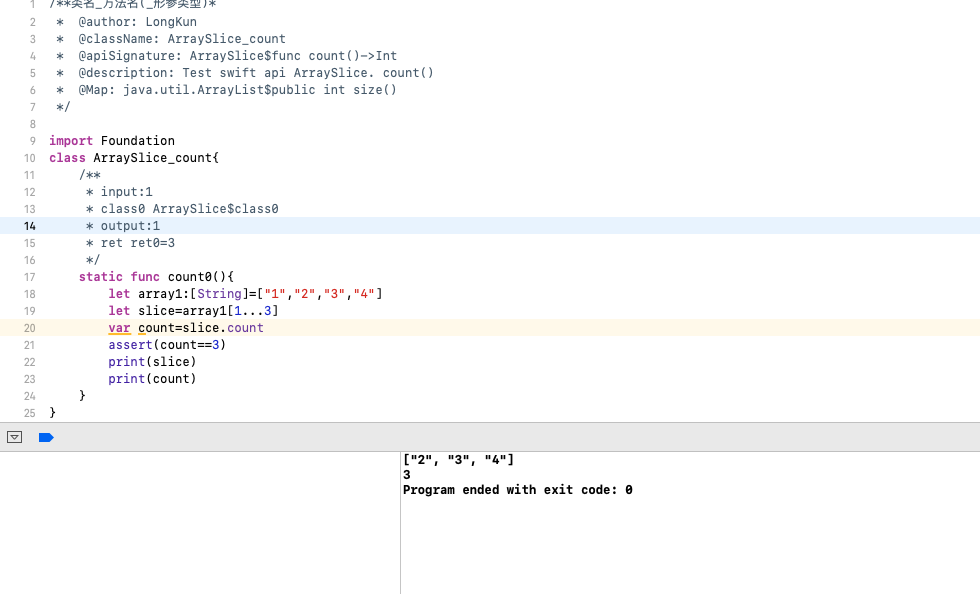 1 /**类名_方法名(_形参类型)*
2 * @author: LongKun
3 * @className: ArraySlice_count
4 * @apiSignature: ArraySlice$func count()->Int
5 * @description: Test swift api ArraySlice. count()
6 * @Map: java.util.ArrayList$public int size()
7 */
8
9 import Foundation
10 class ArraySlice_count{
11 /**
12 * input:1
13 * class0 ArraySlice$class0
14 * output:1
15 * ret ret0=3
16 */
17 static func count0(){
18 let array1:[String]=["1","2","3","4"]
19 let slice=array1[1...3]
20 var count=slice.count
21 assert(count==3)
22 print(slice)
23 print(count)
24 }
25 }
["2", "3", "4"]
3
Program ended with exit code: 0